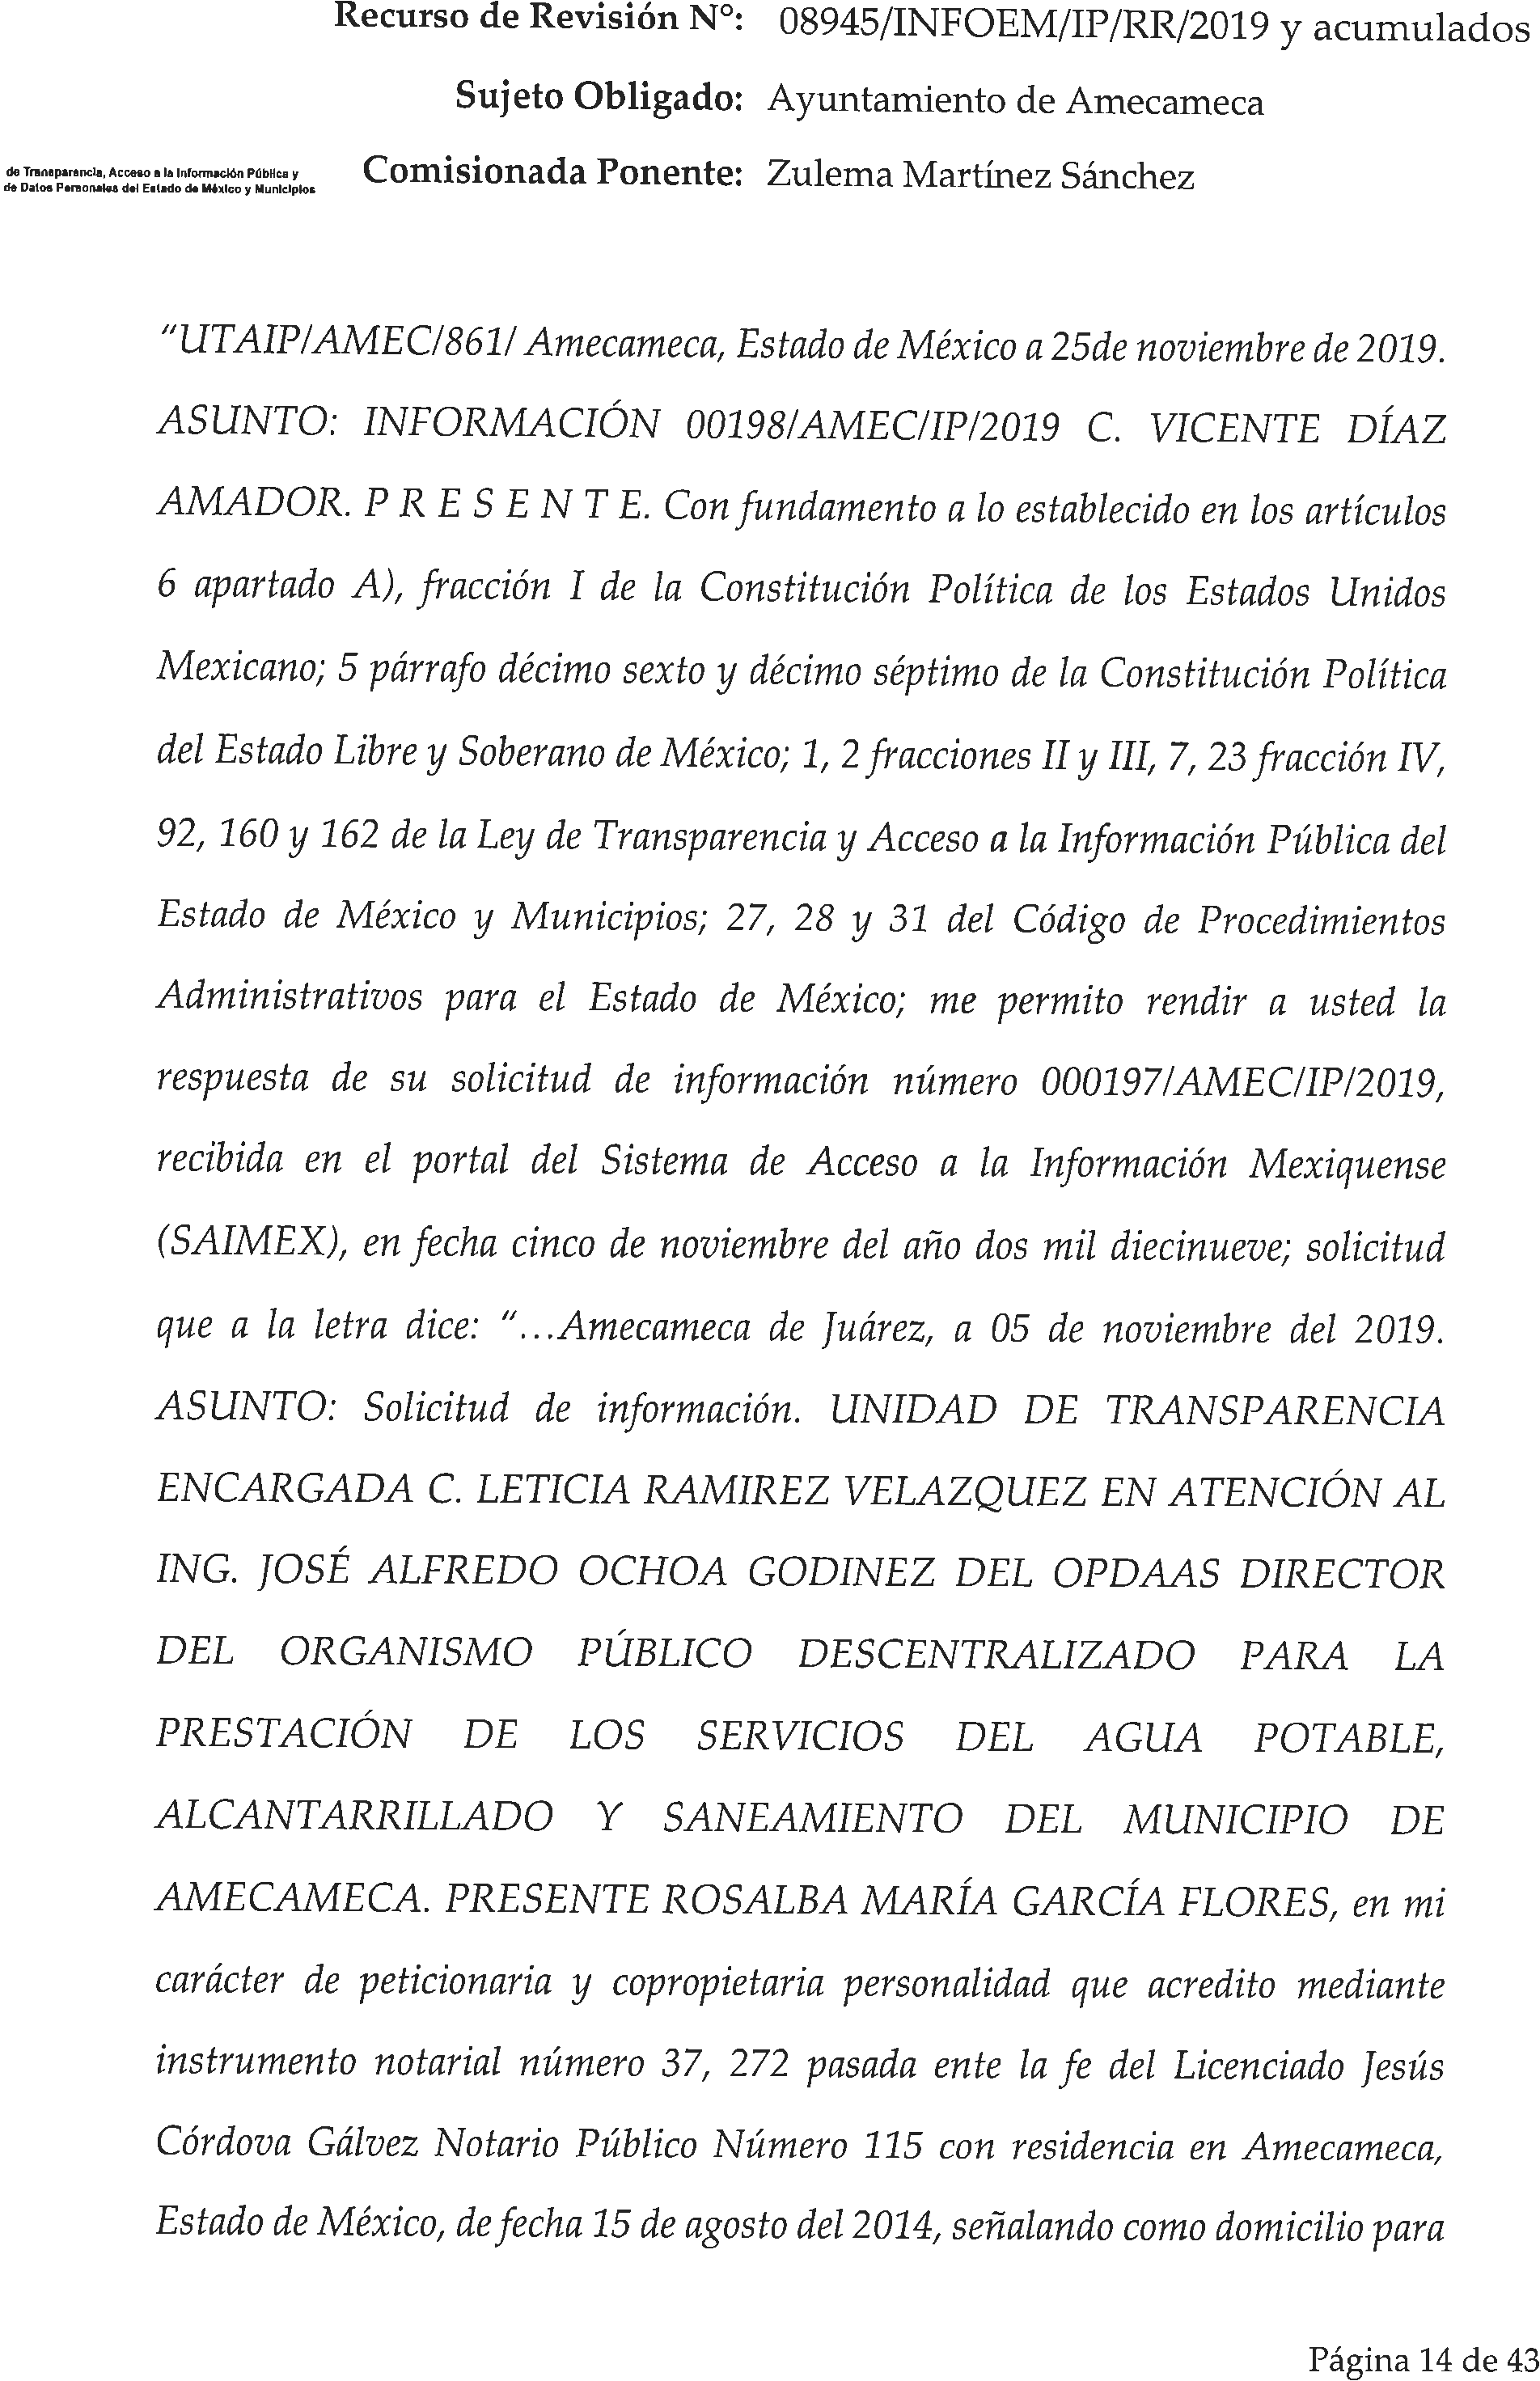 Recurso de Revisión N°: 08945/INFOEM/IP/RR/2019 y acumulados
Sujeto Obligado: Ayuntamiento de Amecameca
de Transparencia, Acceso a la Información Pública y
de Datos Personales del Estado de México y Municipios
Comisionada Ponente: Zulema Martínez Sánchez
"UTAIP/AMEC/861/ Amecameca, Estado de México a 25de noviembre de 2019.
ASUNTO: INFORMACIÓN 00198/AMEC/IP/2019 C. VICENTE DÍAZ
AMADOR. P R E S E N T E. Con fundamento a lo establecido en los artículos
6 apartado A), fracción I de la Constitución Política de los Estados Unidos
Mexicano; 5 párrafo décimo sexto y décimo séptimo de la Constitución Política
del Estado Libre y Soberano de México; 1, 2 fracciones II y III, 7, 23 fracción IV,
92, 160 y 162 de la Ley de Transparencia y Acceso a la Información Pública del
Estado de México y Municipios; 27, 28 y 31 del Código de Procedimientos
Administrativos para el Estado de México; me permito rendir a usted la
respuesta de su solicitud de información número 000197/AMEC/IP/2019,
recibida en el portal del Sistema de Acceso a la Información Mexiquense
(SAIMEX), en fecha cinco de noviembre del año dos mil diecinueve; solicitud
que a la letra dice: "...Amecameca de Juárez, a 05 de noviembre del 2019.
ASUNTO: Solicitud de información. UNIDAD DE TRANSPARENCIA
ENCARGADA C. LETICIA RAMIREZ VELAZQUEZ EN ATENCIÓN AL
ING. JOSÉ ALFREDO OCHOA GODINEZ DEL OPDAAS DIRECTOR
DEL ORGANISMO PÚBLICO DESCENTRALIZADO PARA LA
PRESTACIÓN DE LOS SERVICIOS DEL AGUA POTABLE,
ALCANTARRILLADO Y SANEAMIENTO DEL MUNICIPIO DE
AMECAMECA. PRESENTE ROSALBA MARÍA GARCÍA FLORES, en mi
carácter de peticionaria y copropietaria personalidad que acredito mediante
instrumento notarial número 37, 272 pasada ente la fe del Licenciado Jesús
Córdova Gálvez Notario Público Número 115 con residencia en Amecameca,
Estado de México, de fecha 15 de agosto del 2014, señalando como domicilio para
Página 14 de 43